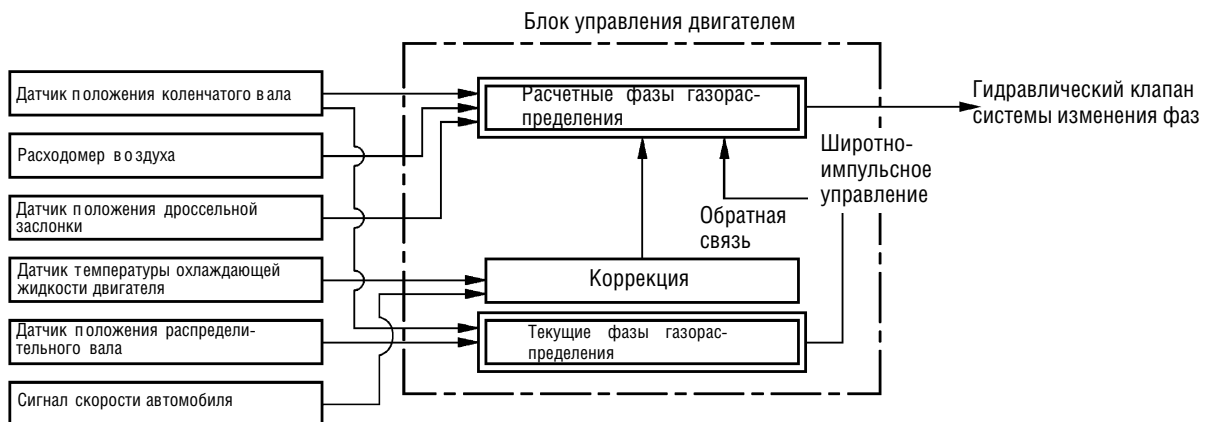 Блок управления двигателем
Датчик положения коленчатого вала
Расходомер воздуха
Датчик положения дроссельной
заслонки
Датчик температуры охлаждающей
жидкости двигателя
Датчик положения распредели-
тельного вала
Сигнал скорости автомобиля
Расчетные фазы газорас-
пределения
Коррекция
Текущие фазы газорас-
пределения
Обратная
связь
Широтно-
импульсное
управление
Гидравлический клапан
системы изменения фаз